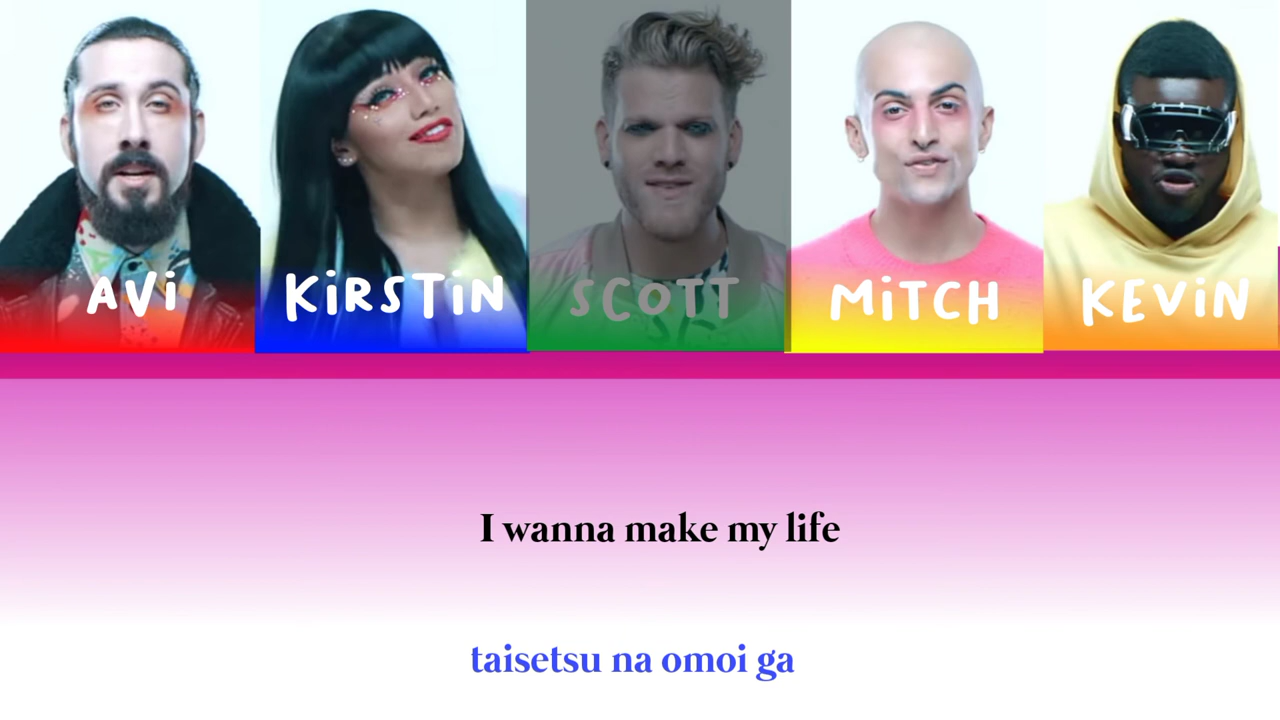 AVi
KiRSTiN
SCOTT
MiTCH
KEViN
I wanna make my life
taisetsu na omoi ga